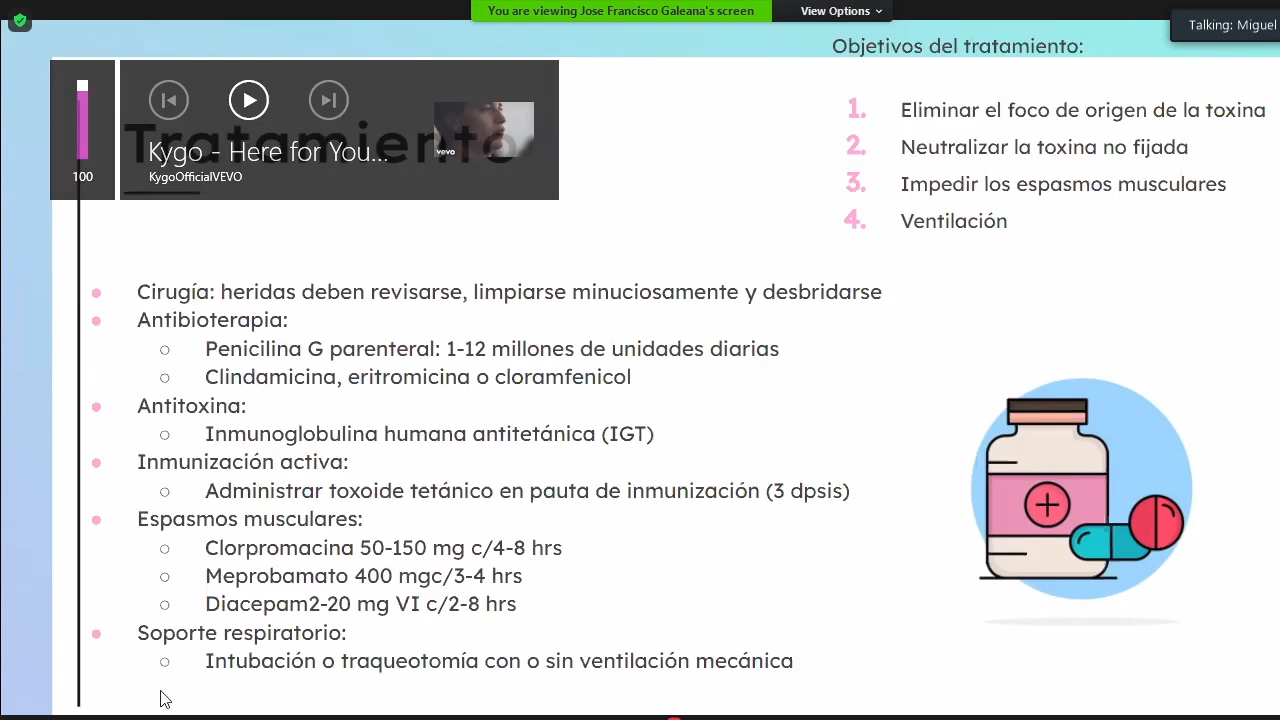 You are viewing Jose Francisco Galeana's screen
View Options
Talking: Miguel
Objetivos del tratamiento:
1. Eliminar el foco de origen de la toxina
2. Neutralizar la toxina no fijada
3. Impedir los espasmos musculares
4. Ventilación
Tratamiento
Kygo - Here for You...
KygoOfficialVEVO
vevo
100
Cirugía: heridas deben revisarse, limpiarse minuciosamente y desbridarse
Antibioterapia:
Penicilina G parenteral: 1-12 millones de unidades diarias
Clindamicina, eritromicina o cloramfenicol
Antitoxina:
Inmunoglobulina humana antitetánica (IGT)
Inmunización activa:
Administrar toxoide tetánico en pauta de inmunización (3 dpsis)
Espasmos musculares:
Clorpromacina 50-150 mg c/4-8 hrs
Meprobamato 400 mgc/3-4 hrs
Diacepam2-20 mg VI c/2-8 hrs
Soporte respiratorio:
Intubación o traqueotomía con o sin ventilación mecánica